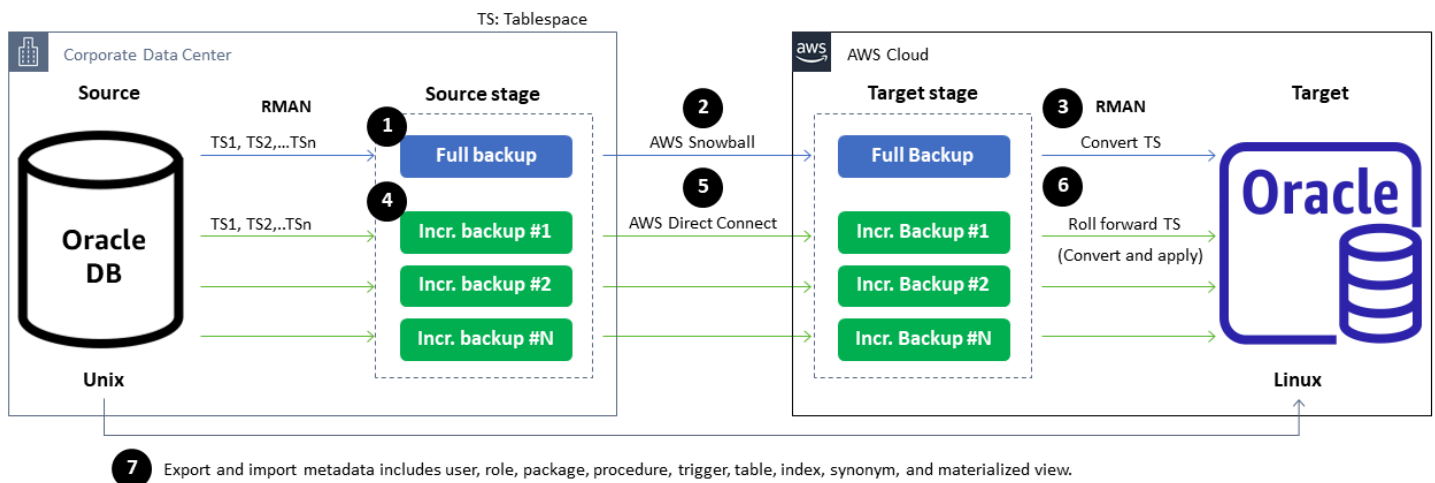 TS: Tablespace
Corporate Data Center
aws
AWS Cloud
Source
RMAN
Source stage
Target stage
3
RMAN
Target
2
1
TS1, TS2,...TSn
Full backup
AWS Snowball
Full Backup
Convert TS
4
5
6
Oracle
TS1, TS2,..TSn
Incr. backup #1
AWS Direct Connect
Incr. Backup #1
Roll forward TS
(Convert and apply)
Oracle
DB
Incr. backup #2
Incr. Backup #2
Incr. backup #N
Incr. Backup #N
Unix
Linux
7
Export and import metadata includes user, role, package, procedure, trigger, table, index, synonym, and materialized view.